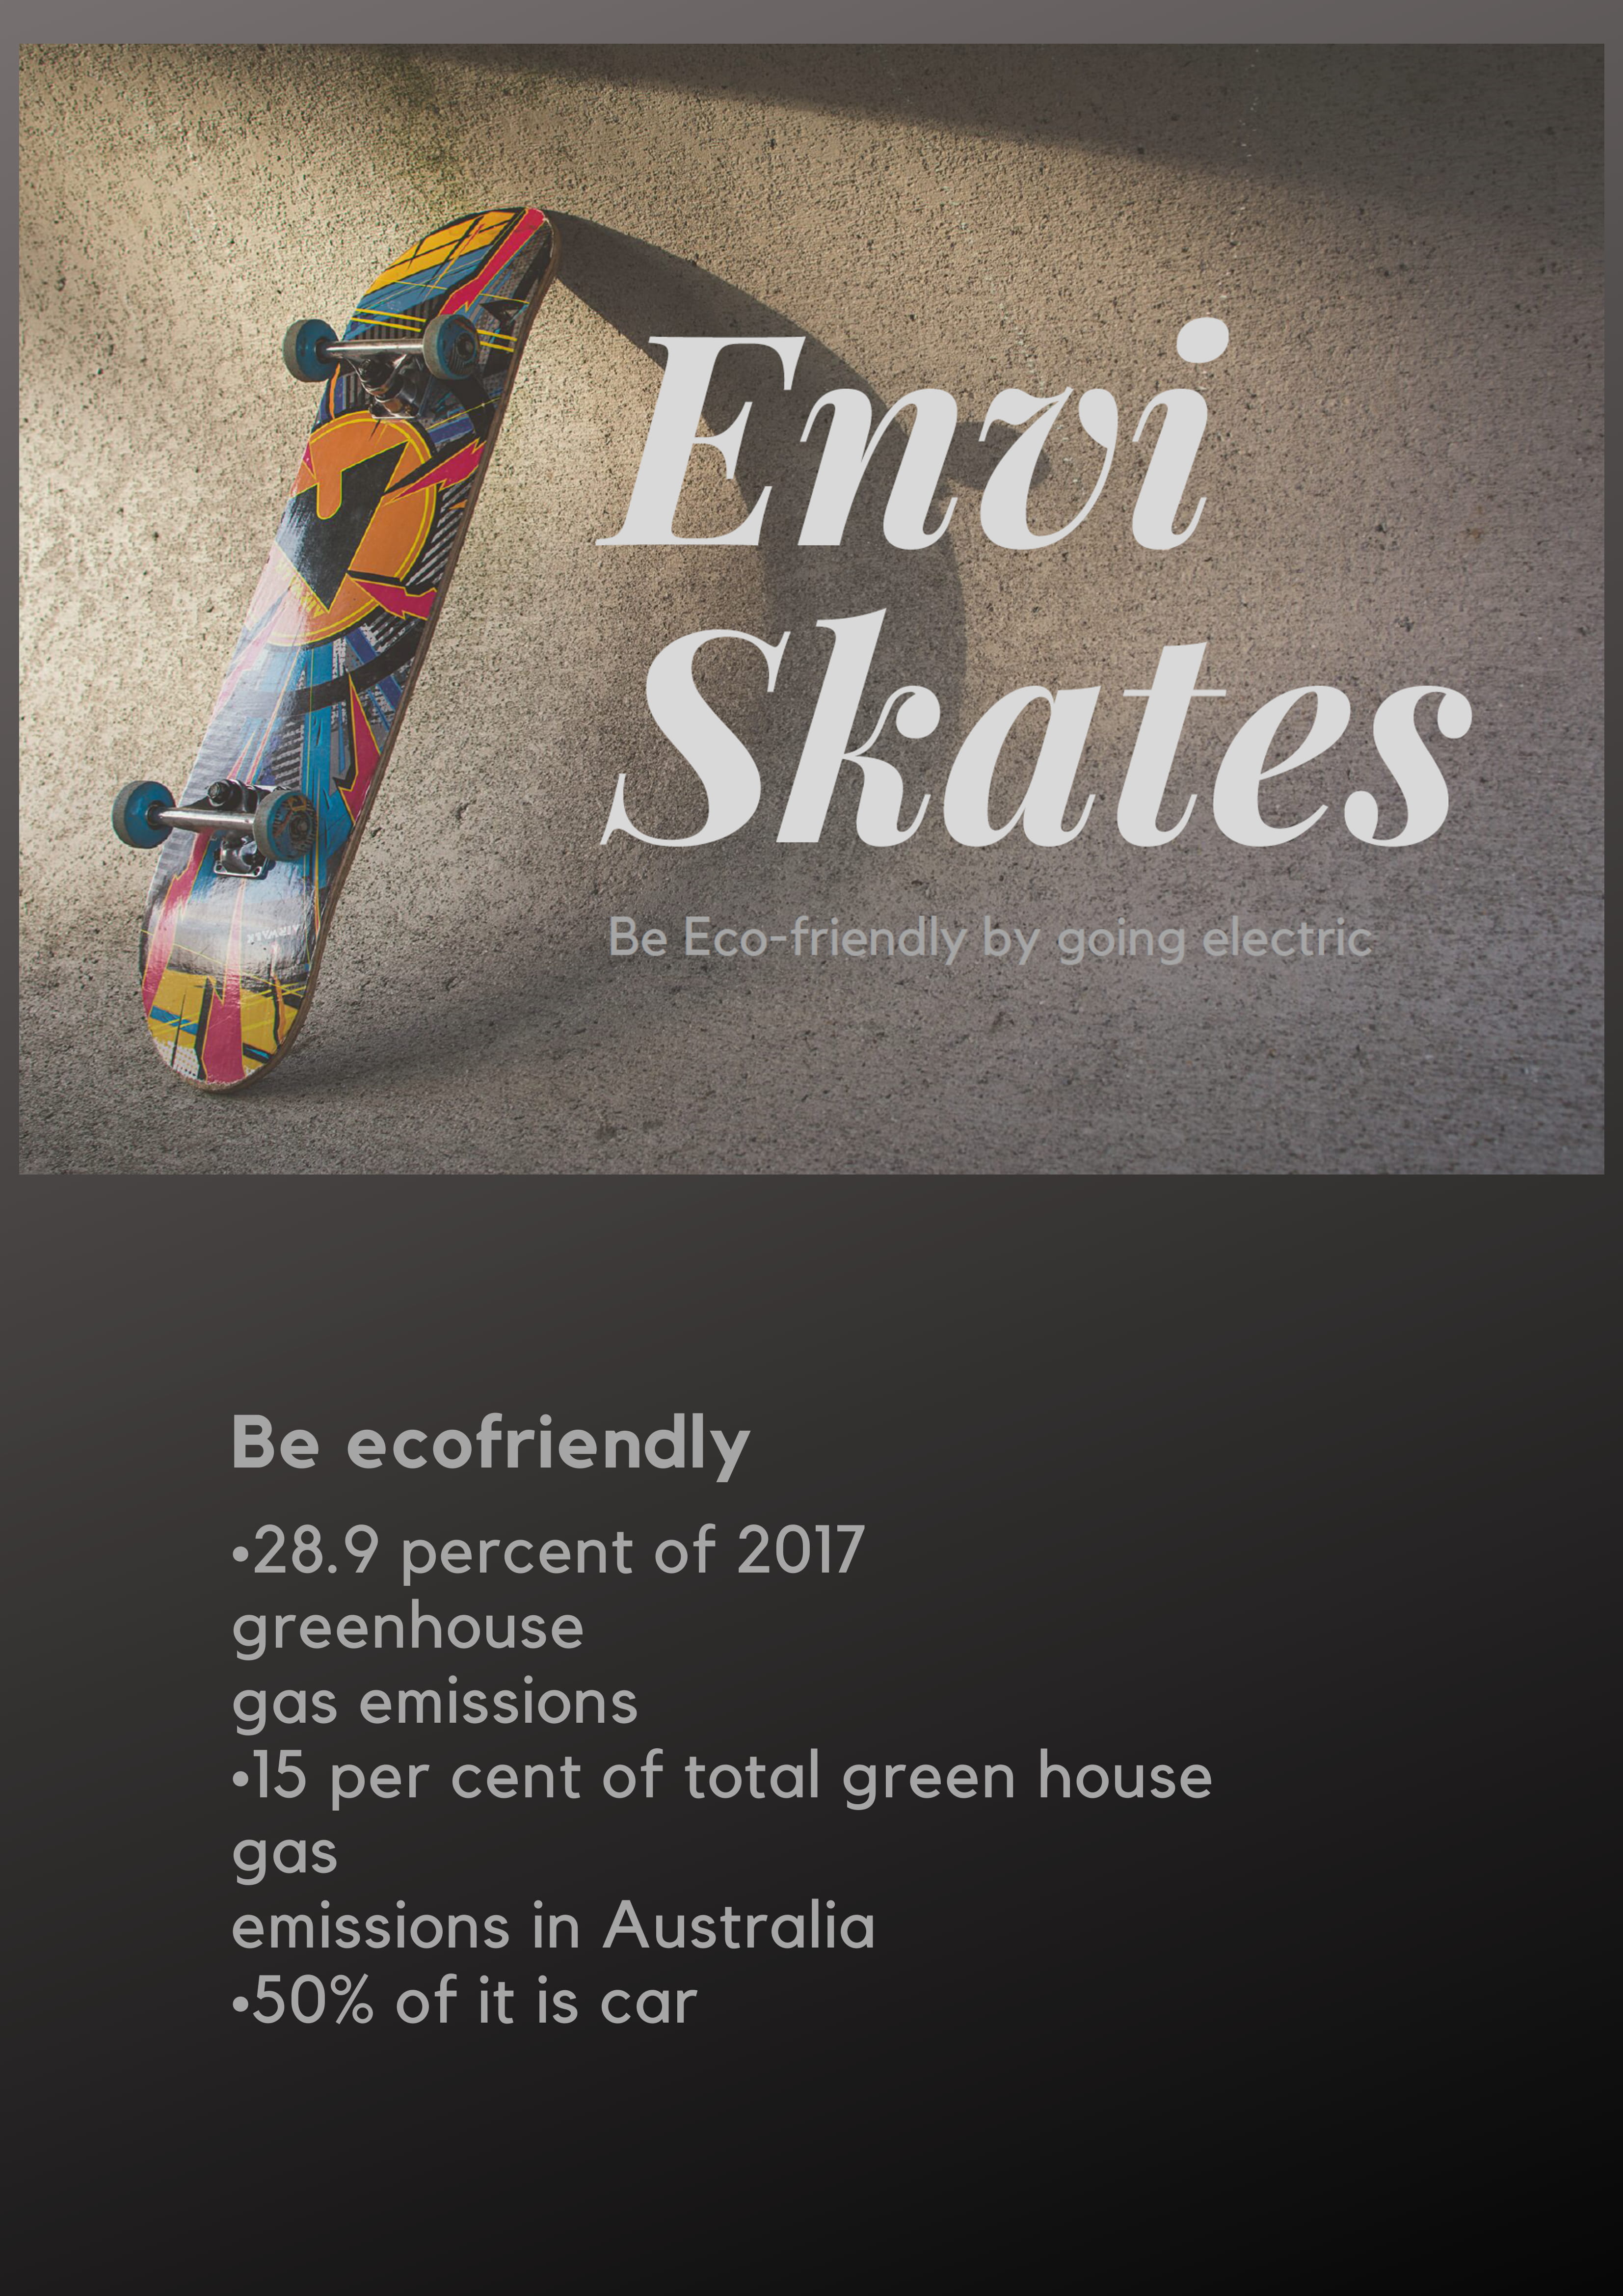 Envi
Skates
Be Eco-friendly by going electric
Be ecofriendly
•28.9 percent of 2017
greenhouse
gas emissions
•15 per cent of total green house
gas
emissions in Australia
•50% of it is car